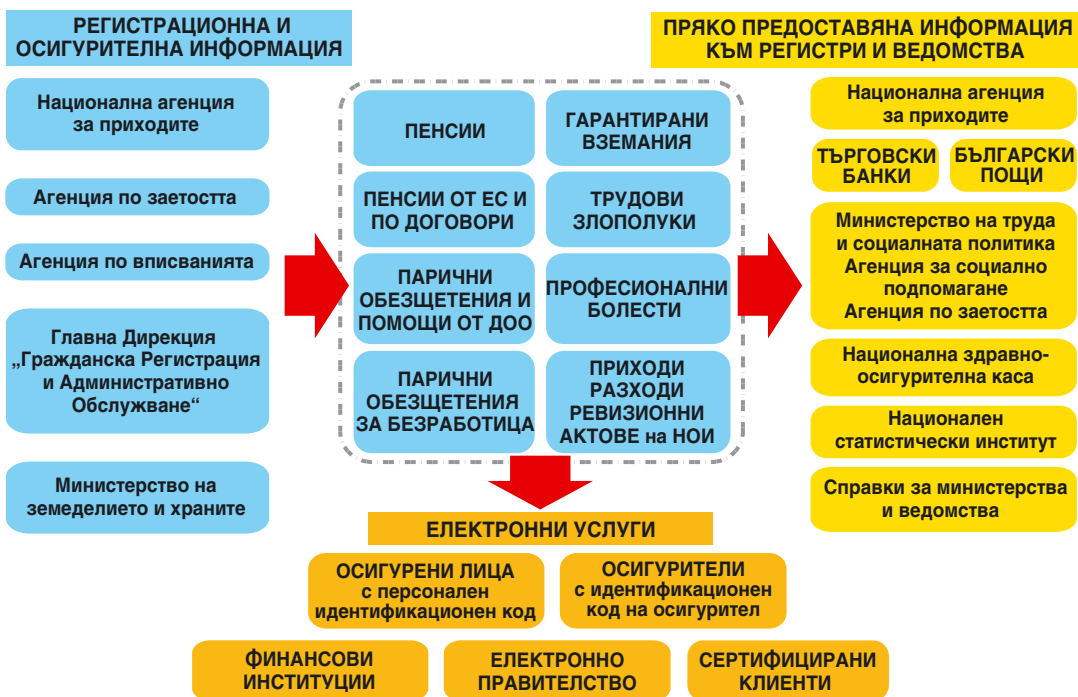 РЕГИСТРАЦИОННА И
ОСИГУРИТЕЛНА ИНФОРМАЦИЯ
Национална агенция
за приходите
Агенция по заетостта
Агенция по вписванията
Главна Дирекция
„Гражданска Регистрация
и Административно
Обслужване“
Министерство на
земеделието и храните
ПЕНСИИ
ГАРАНТИРАНИ
ВЗЕМАНИЯ
ПЕНСИИ ОТ ЕС И
ПО ДОГОВОРИ
ТРУДОВИ
ЗЛОПОЛУКИ
ПАРИЧНИ
ОБЕЗЩЕТЕНИЯ И
ПОМОЩИ ОТ ДОО
ПРОФЕСИОНАЛНИ
БОЛЕСТИ
ПАРИЧНИ
ОБЕЗЩЕТЕНИЯ
ЗА БЕЗРАБОТИЦА
ПРИХОДИ
РАЗХОДИ
РЕВИЗИОННИ
АКТОВЕ на НОИ
ПРЯКО ПРЕДОСТАВЯНА ИНФОРМАЦИЯ
КЪМ РЕГИСТРИ И ВЕДОМСТВА
Национална агенция
за приходите
ТЪРГОВСКИ
БАНКИ
БЪЛГАРСКИ
ПОЩИ
Министерство на труда
и социалната политика
Агенция за социално
подпомагане
Агенция по заетостта
Национална здравно-
осигурителна каса
Национален
статистически институт
Справки за министерства
и ведомства
ЕЛЕКТРОННИ УСЛУГИ
ОСИГУРЕНИ ЛИЦА
с персонален
идентификационен код
ОСИГУРИТЕЛИ
с идентификационен
код на осигурител
ФИНАНСОВИ
ИНСТИТУЦИИ
ЕЛЕКТРОННО
ПРАВИТЕЛСТВО
СЕРТИФИЦИРАНИ
КЛИЕНТИ